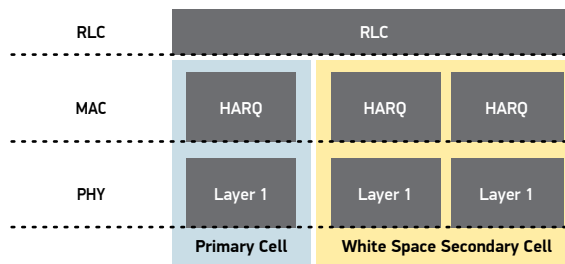 RLC RLC
MAC HARQ HARQ HARQ
PHY Layer 1 Layer 1 Layer 1
Primary Cell White Space Secondary Cell